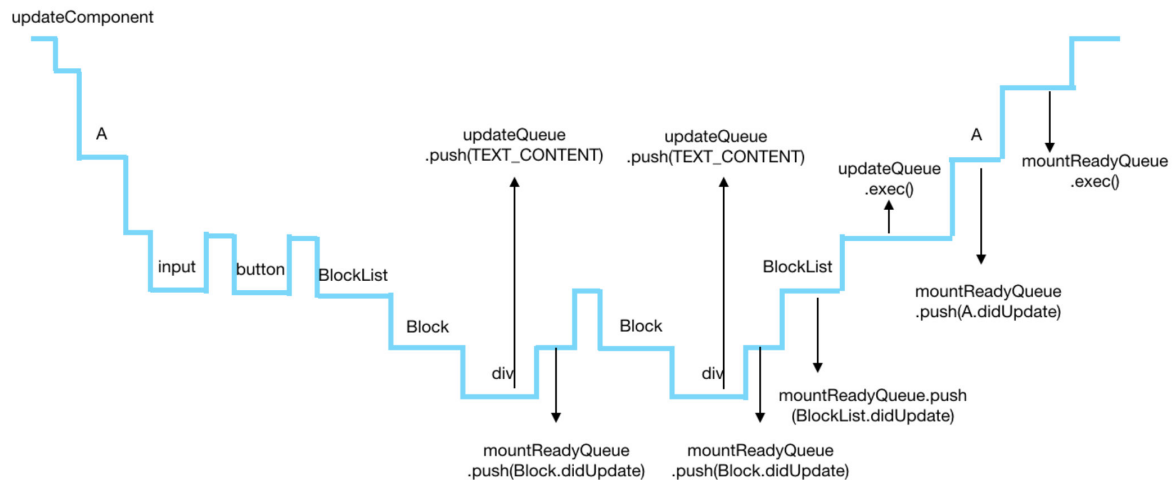 updateComponent
A
input
button
BlockList
Block
div
updateQueue
.push(TEXT_CONTENT)
mountReadyQueue
.push(Block.didUpdate)
Block
div
updateQueue
.push(TEXT_CONTENT)
mountReadyQueue
.push(Block.didUpdate)
BlockList
mountReadyQueue.push
(BlockList.didUpdate)
updateQueue
.exec()
A
mountReadyQueue
.push(A.didUpdate)
mountReadyQueue
.exec()